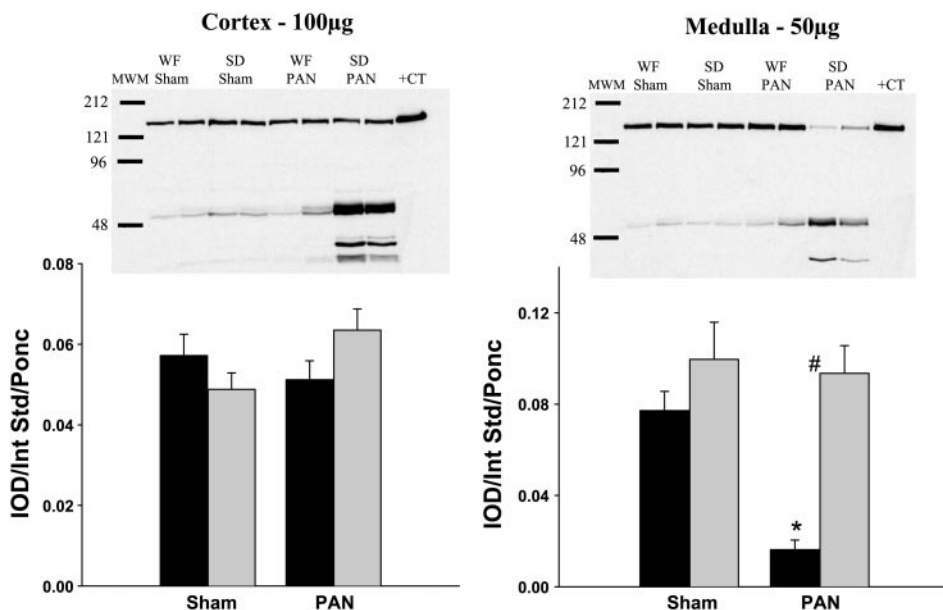 Cortex - 100µg
WF SD WF SD
MWM Sham Sham PAN PAN +CT
212
121
96
48
0.08
0.06
0.04
0.02
0.00
IOD/Int Std/Ponc
Sham PAN
Medulla - 50µg
WF SD WF SD
MWM Sham Sham PAN PAN +CT
212
121
96
48
0.12
0.08
0.04
0.00
IOD/Int Std/Ponc
#
*
Sham PAN